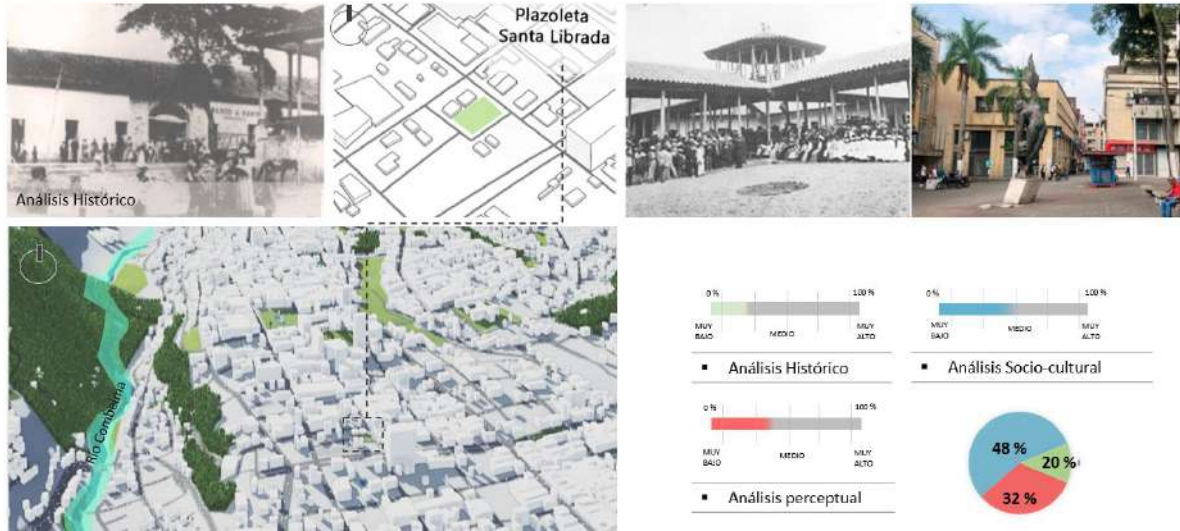 Plazoleta
Santa Librada
Análisis Histórico
Río Combeima
0 %
100 %
MUY
BAJO
MEDIO
MUY
ALTO
▪ Análisis Histórico
0 %
100 %
MUY
BAJO
MEDIO
MUY
ALTO
▪ Análisis Socio-cultural
0 %
100 %
MUY
BAJO
MEDIO
MUY
ALTO
▪ Análisis perceptual
48 %
20 %
32 %